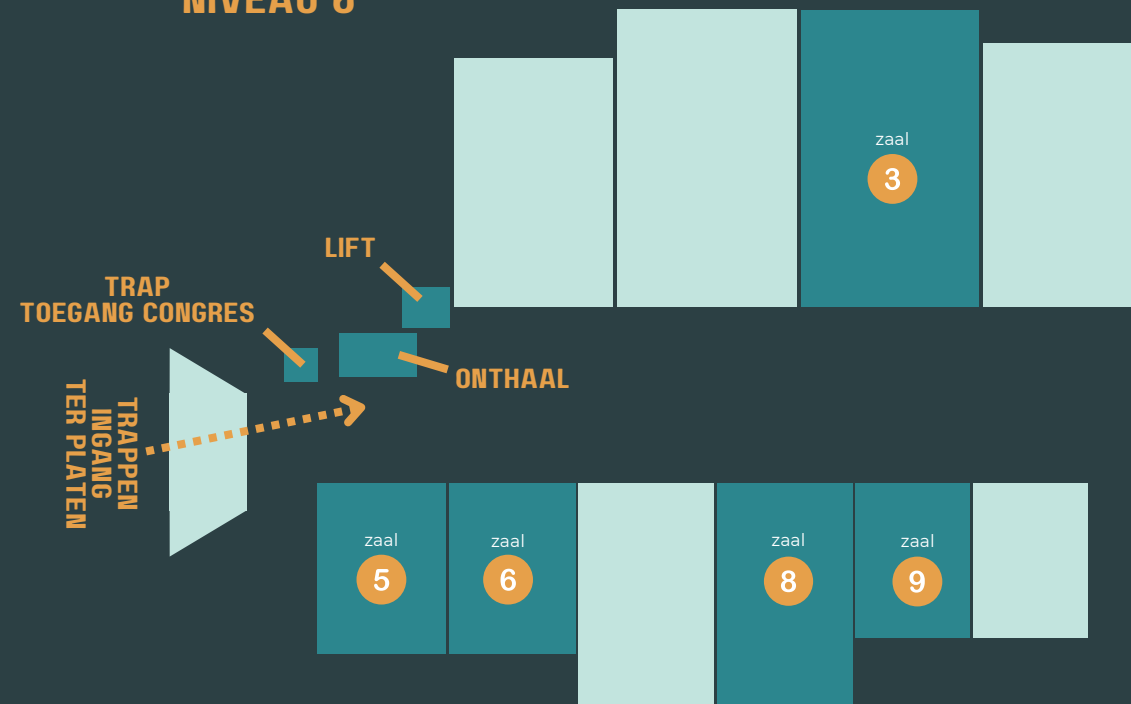 NIVEAU
zaal
3
LIFT
TRAP
TOEGANG CONGRES
ONTHAAL
TRAPPEN
INGANG
TER PLATEN
zaal
5
zaal
6
zaal
8
zaal
9